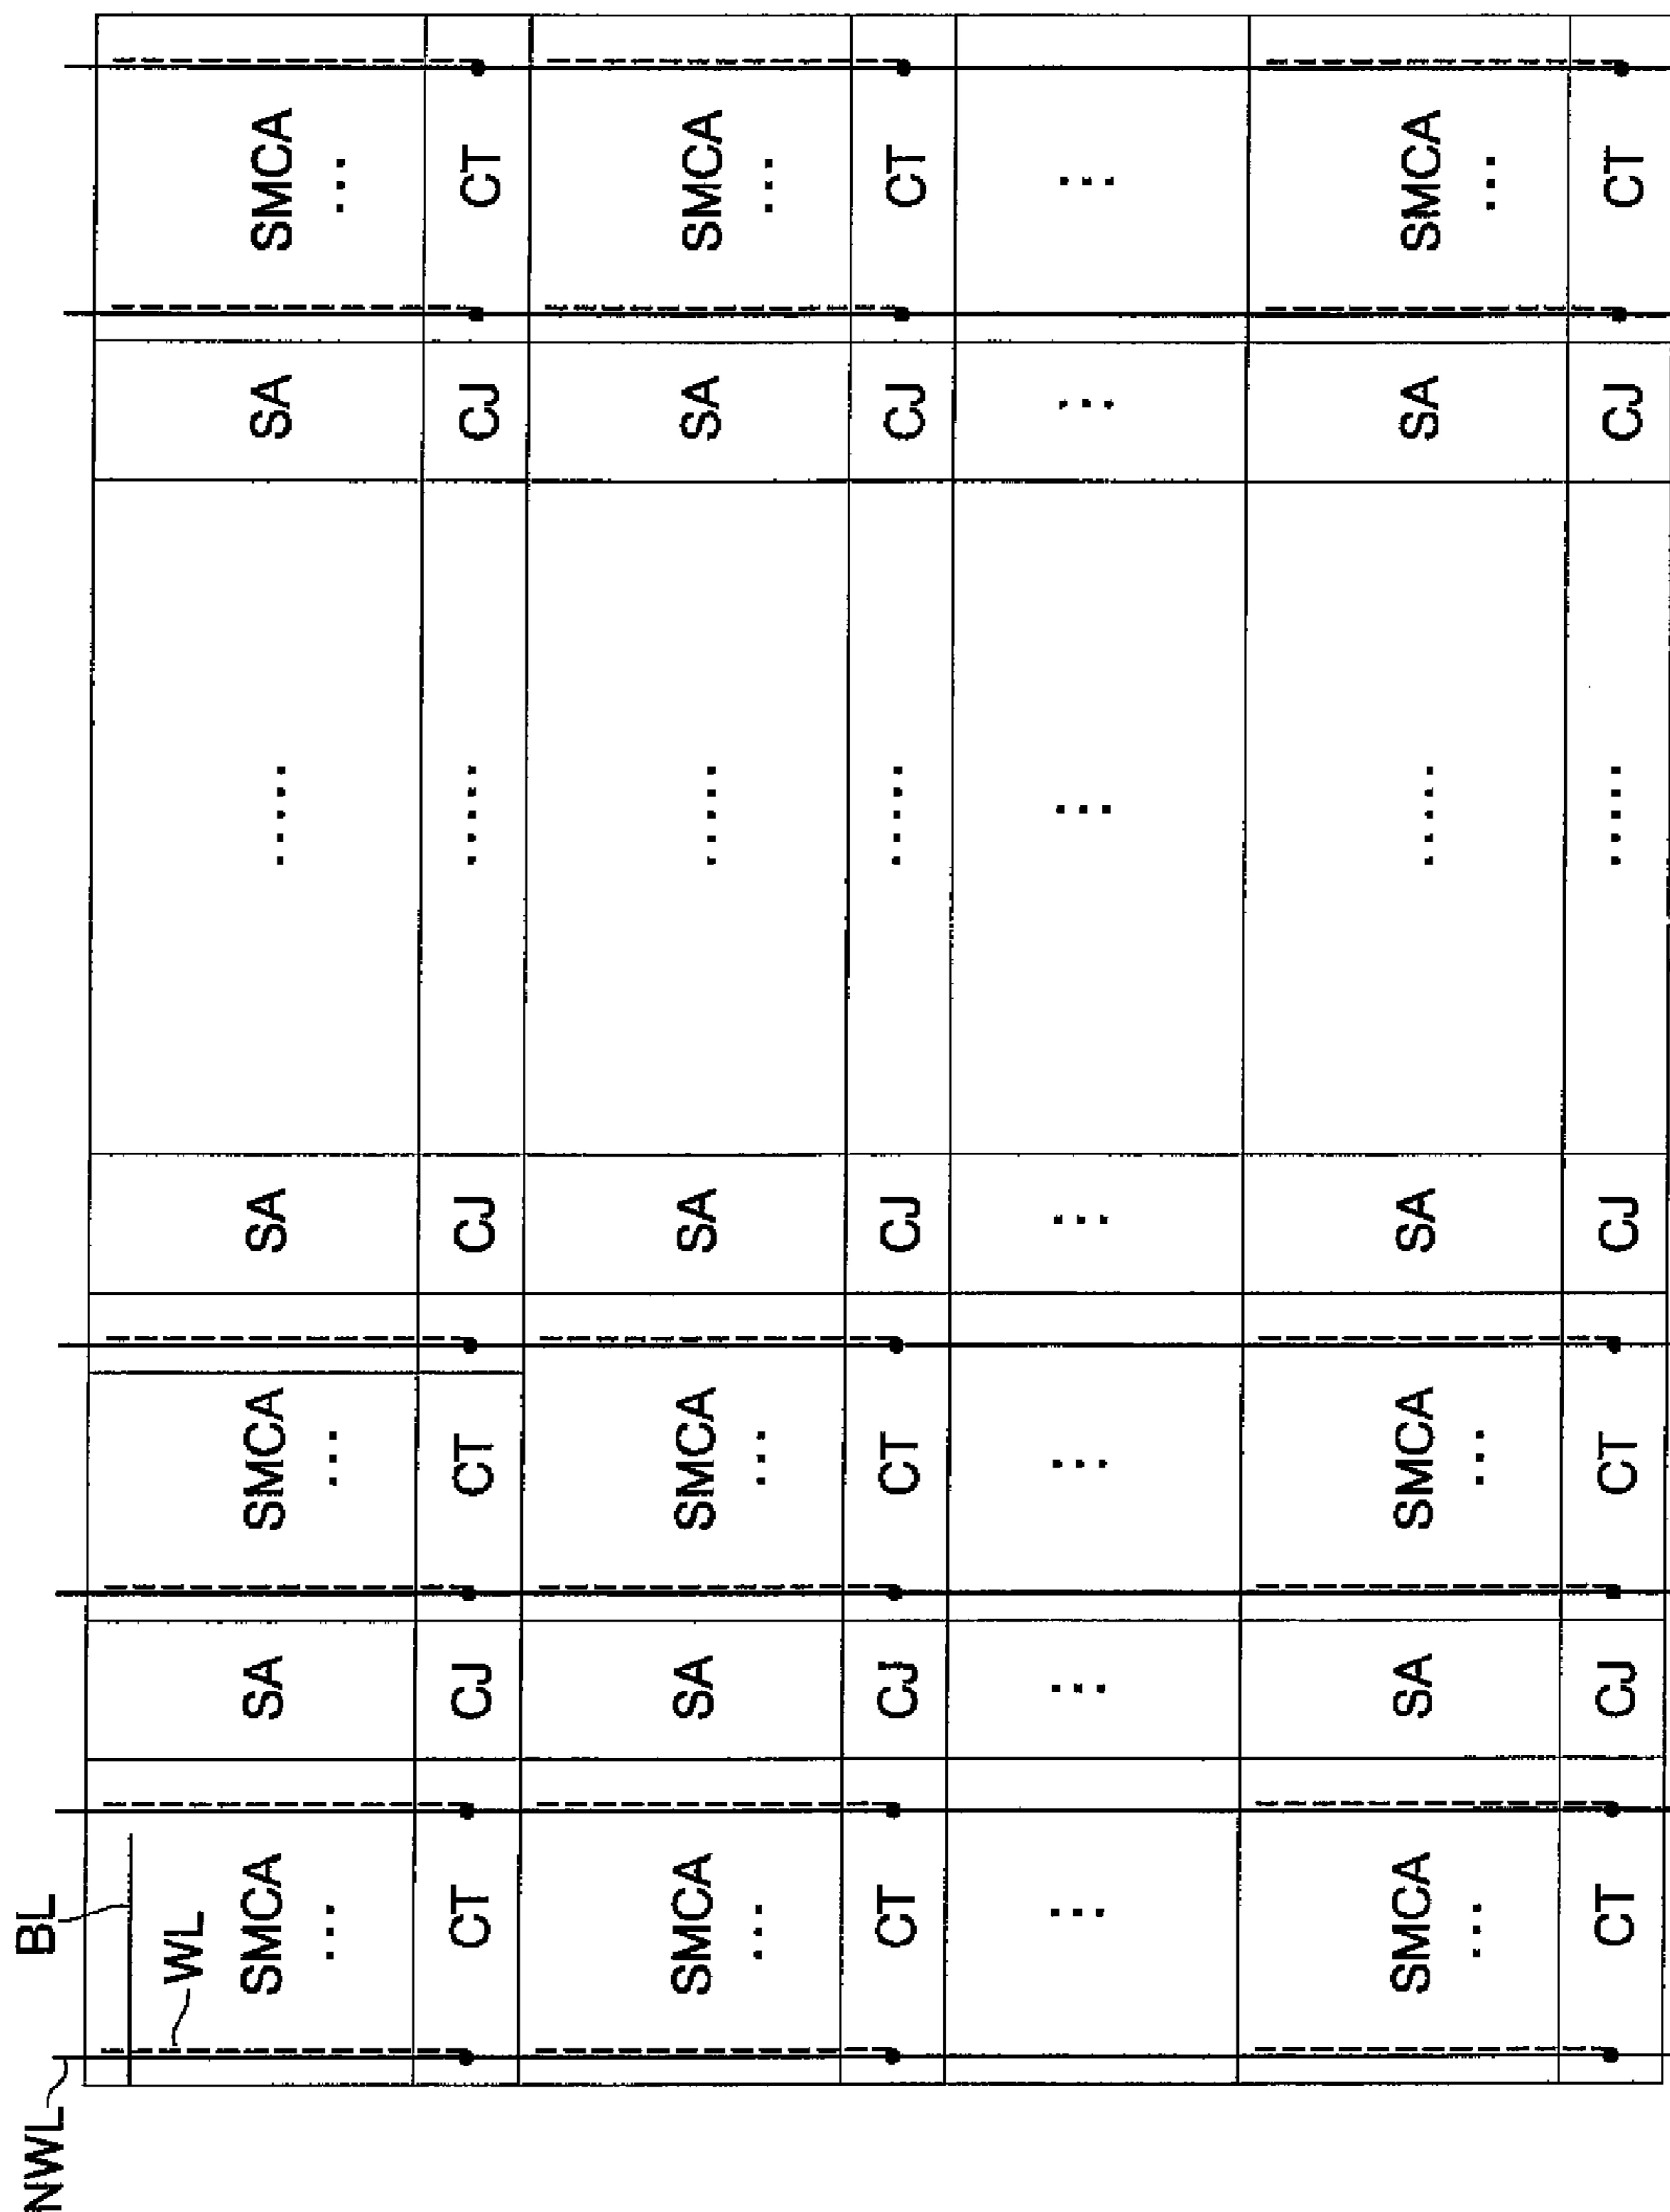 NWL BL
WL
SMCA SA SMCA SA ····· SA SMCA
··· ··· ···
CT CJ CT CJ ····· CJ CT
SMCA SA SMCA SA ····· SA SMCA
··· ··· ···
CT CJ CT CJ ····· CJ CT
⋮ ⋮ ⋮ ⋮ ⋮ ⋮ ⋮
SMCA SA SMCA SA ····· SA SMCA
··· ··· ···
CT CJ CT CJ ····· CJ CT